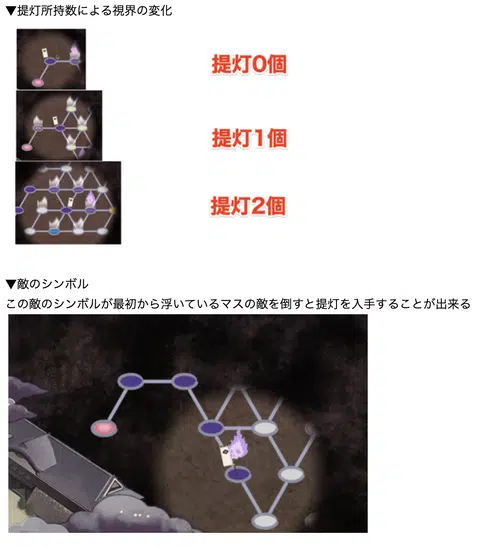 ▼提灯所持数による視界の変化
提灯0個
提灯1個
提灯2個
▼敵のシンボル
この敵のシンボルが最初から浮いているマスの敵を倒すと提灯を入手することが出来る